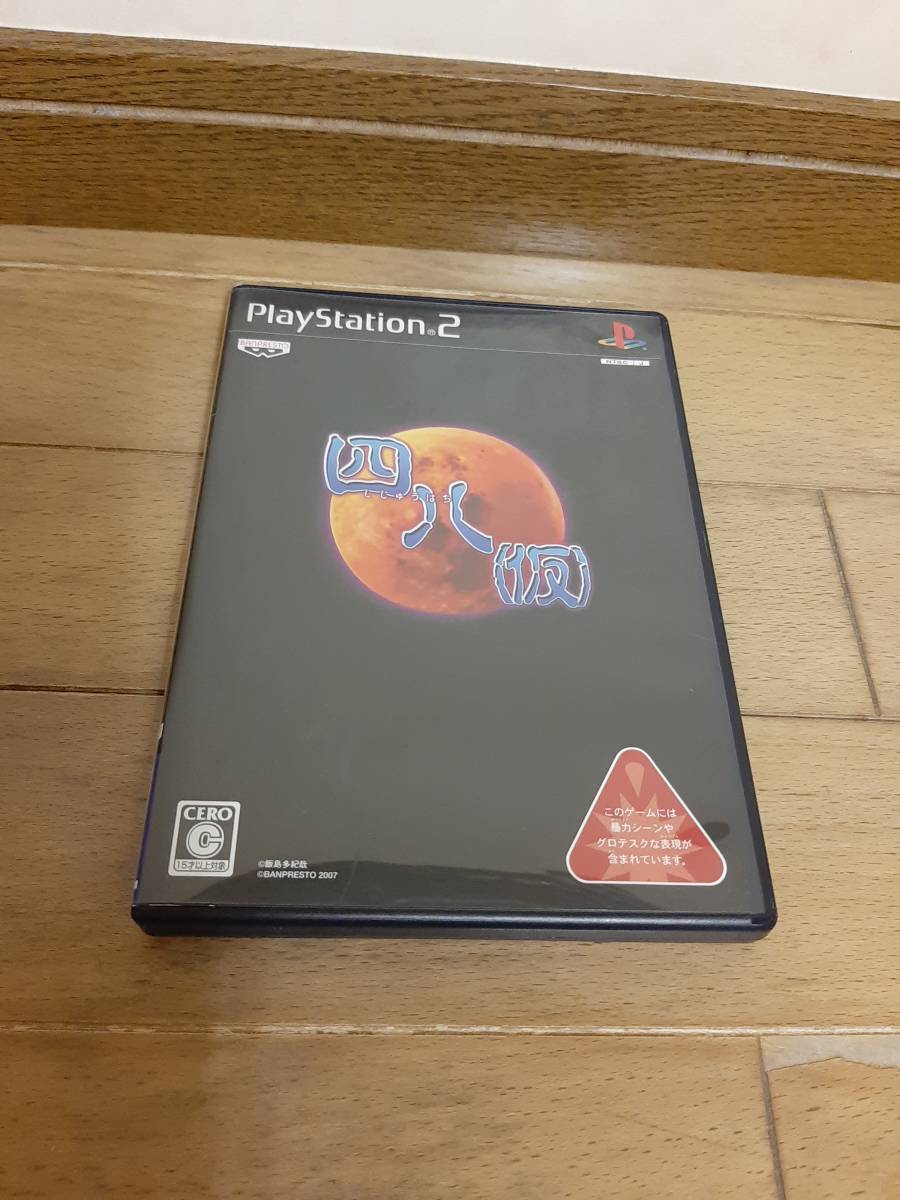 PlayStation®2
BANPRESTO
NTSC J
四八(仮)
しじゅうはち
このゲームには
暴力シーンや
グロテスクな表現が
含まれています。
CERO
C
15才以上対象
©飯島多紀哉
©BANPRESTO 2007